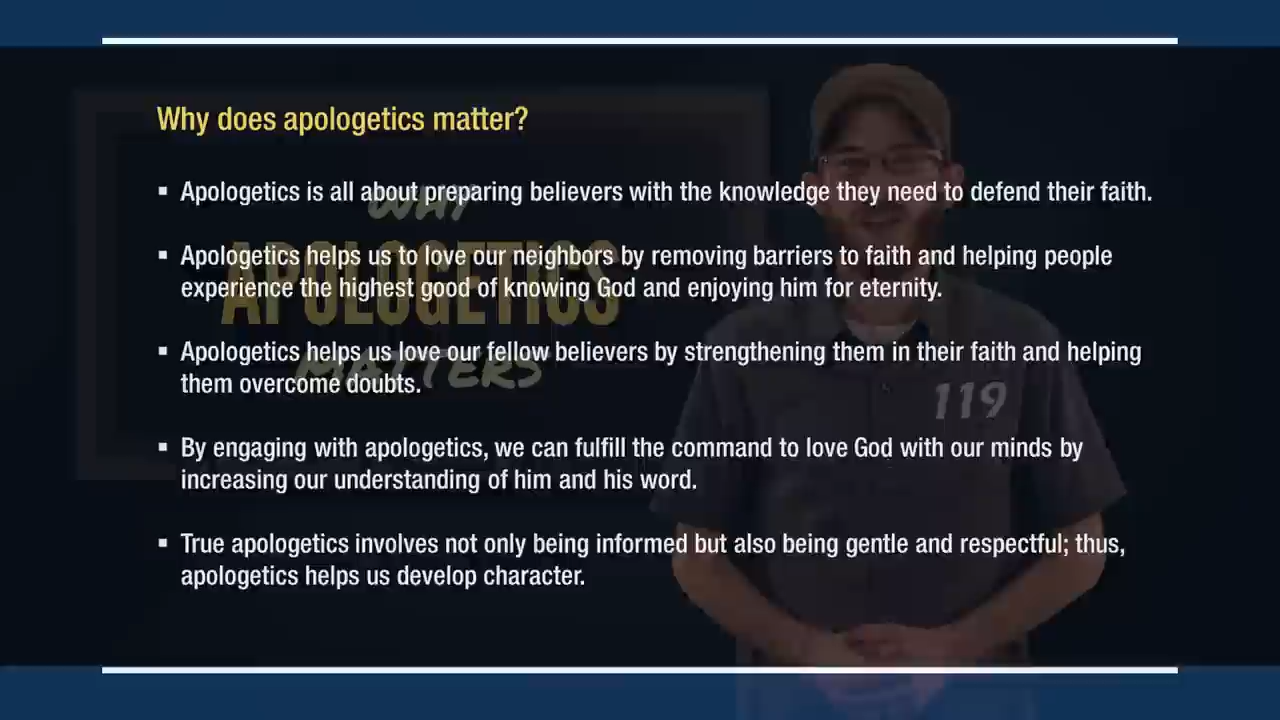 Why does apologetics matter?
▪ Apologetics is all about preparing believers with the knowledge they need to defend their faith.
▪ Apologetics helps us to love our neighbors by removing barriers to faith and helping people
experience the highest good of knowing God and enjoying him for eternity.
▪ Apologetics helps us love our fellow believers by strengthening them in their faith and helping
them overcome doubts.
▪ By engaging with apologetics, we can fulfill the command to love God with our minds by
increasing our understanding of him and his word.
▪ True apologetics involves not only being informed but also being gentle and respectful; thus,
apologetics helps us develop character.
WHY
APOLOGETICS
MATTERS
119